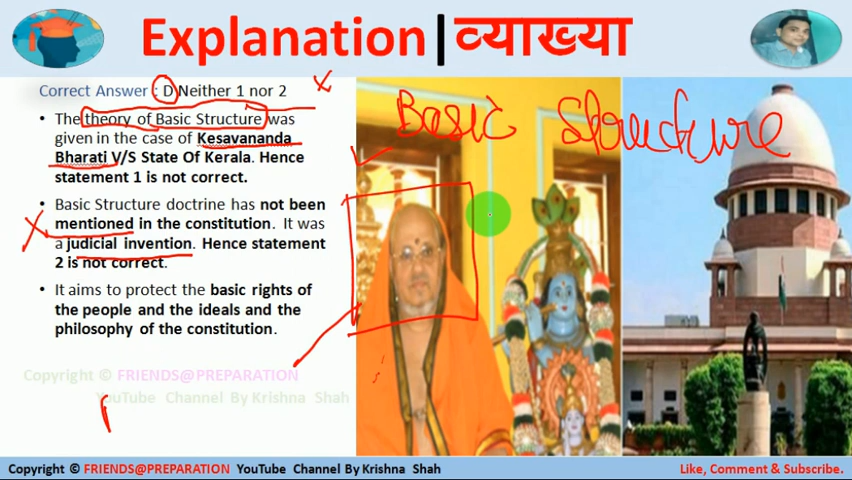 Explanation|व्याख्या
Correct Answer : D Neither 1 nor 2
• The theory of Basic Structure was
given in the case of Kesavananda
Bharati V/S State Of Kerala. Hence
statement 1 is not correct.
• Basic Structure doctrine has not been
mentioned in the constitution. It was
a judicial invention. Hence statement
2 is not correct.
• It aims to protect the basic rights of
the people and the ideals and the
philosophy of the constitution.
Basic Structure
Copyright © FRIENDS@PREPARATION
YouTube Channel By Krishna Shah
Copyright © FRIENDS@PREPARATION YouTube Channel By Krishna Shah
Like, Comment & Subscribe.